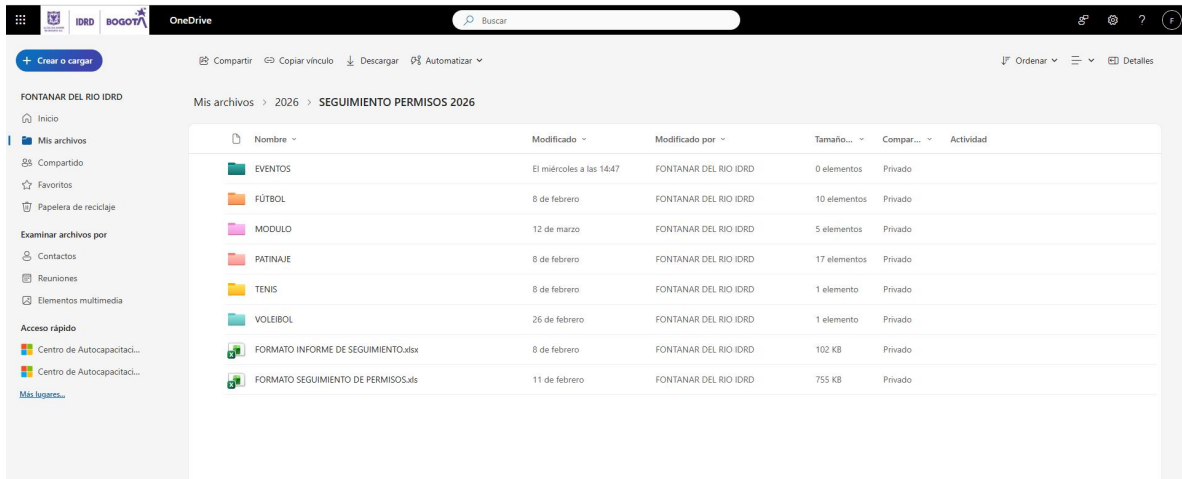 IDRD BOGOTÁ OneDrive Buscar ? F
+ Crear o cargar
Compartir Copiar vínculo Descargar Automatizar Ordenar Detalles
FONTANAR DEL RIO IDRD
Inicio
Mis archivos
Compartido
Favoritos
Papelera de reciclaje
Examinar archivos por
Contactos
Reuniones
Elementos multimedia
Acceso rápido
Centro de Autocapacitaci...
Centro de Autocapacitaci...
Más lugares...
Mis archivos > 2026 > SEGUIMIENTO PERMISOS 2026
Nombre Modificado Modificado por Tamaño... Compar... Actividad
EVENTOS El miércoles a las 14:47 FONTANAR DEL RIO IDRD 0 elementos Privado
FÚTBOL 8 de febrero FONTANAR DEL RIO IDRD 10 elementos Privado
MODULO 12 de marzo FONTANAR DEL RIO IDRD 5 elementos Privado
PATINAJE 8 de febrero FONTANAR DEL RIO IDRD 17 elementos Privado
TENIS 8 de febrero FONTANAR DEL RIO IDRD 1 elemento Privado
VOLEIBOL 26 de febrero FONTANAR DEL RIO IDRD 1 elemento Privado
FORMATO INFORME DE SEGUIMIENTO.xlsx 8 de febrero FONTANAR DEL RIO IDRD 102 KB Privado
FORMATO SEGUIMIENTO DE PERMISOS.xls 11 de febrero FONTANAR DEL RIO IDRD 755 KB Privado